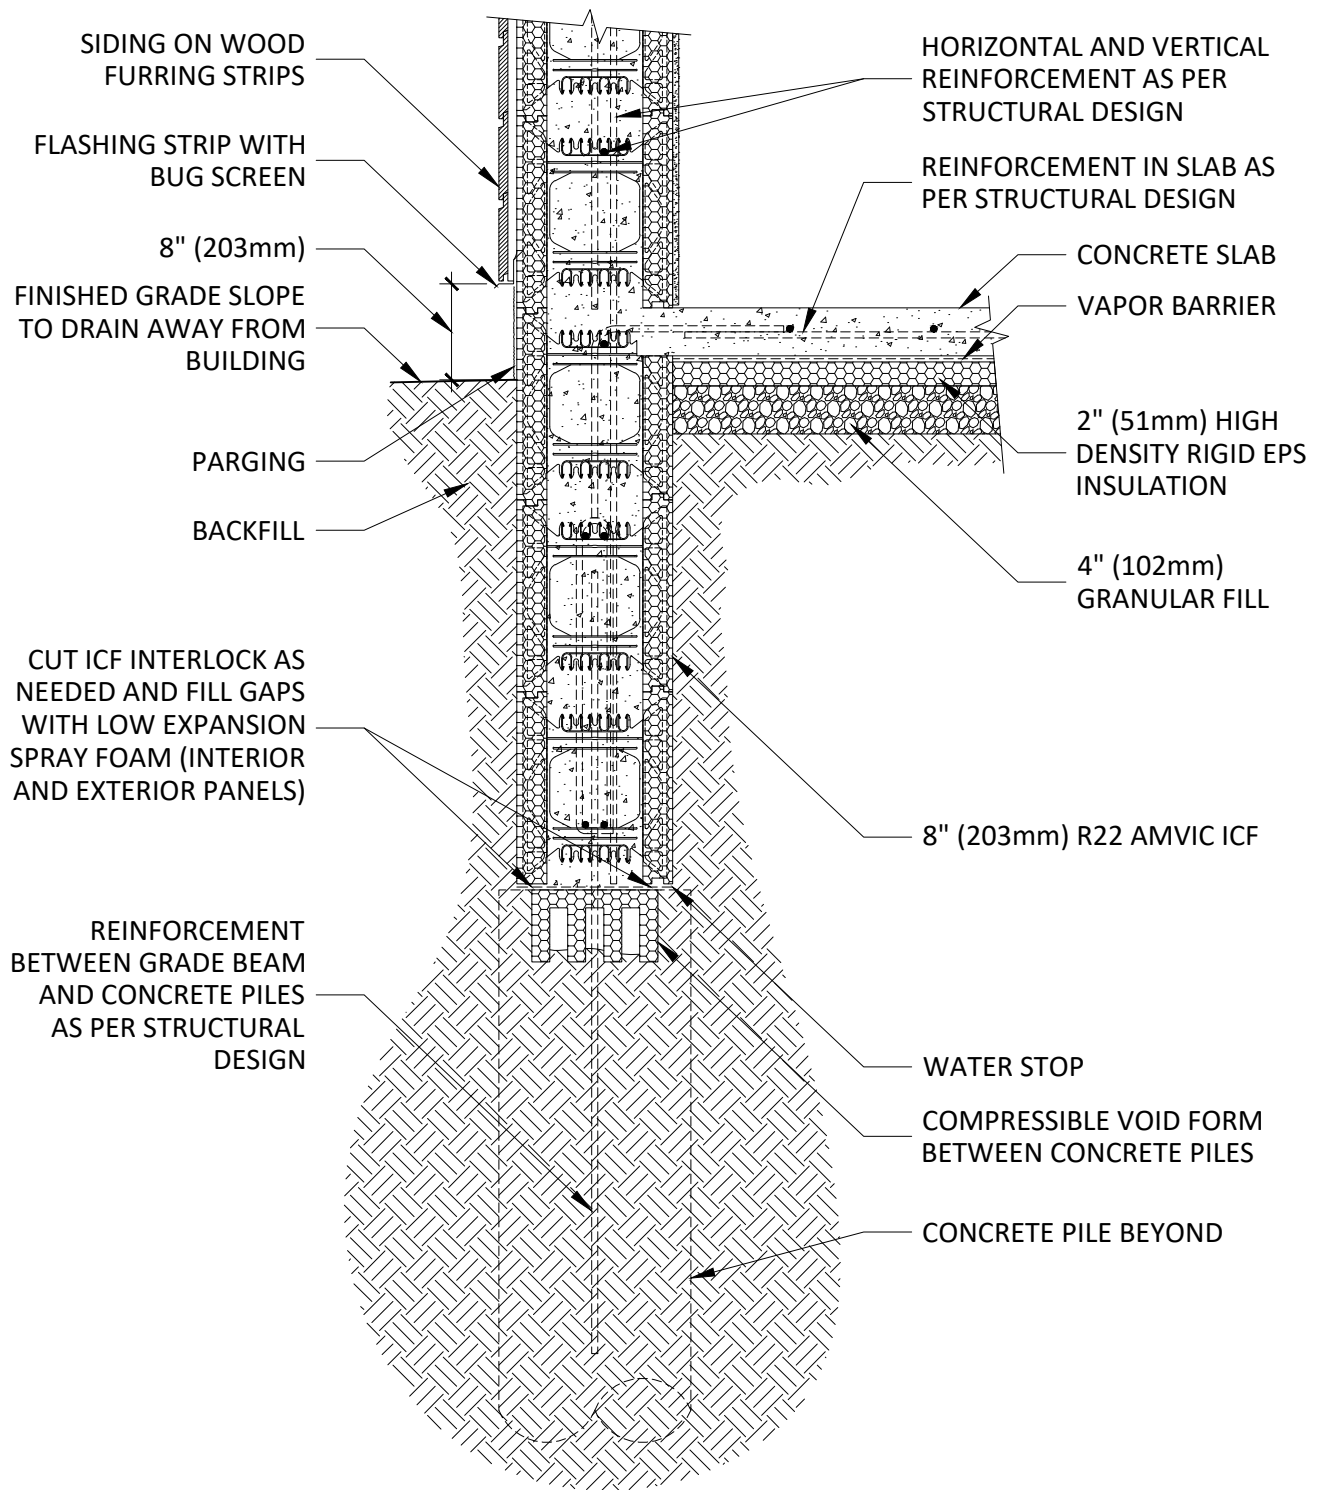 SIDING ON WOOD
FURRING STRIPS
FLASHING STRIP WITH
BUG SCREEN
8" (203mm)
FINISHED GRADE SLOPE
TO DRAIN AWAY FROM
BUILDING
PARGING
BACKFILL
CUT ICF INTERLOCK AS
NEEDED AND FILL GAPS
WITH LOW EXPANSION
SPRAY FOAM (INTERIOR
AND EXTERIOR PANELS)
REINFORCEMENT
BETWEEN GRADE BEAM
AND CONCRETE PILES
AS PER STRUCTURAL
DESIGN
HORIZONTAL AND VERTICAL
REINFORCEMENT AS PER
STRUCTURAL DESIGN
REINFORCEMENT IN SLAB AS
PER STRUCTURAL DESIGN
CONCRETE SLAB
VAPOR BARRIER
2" (51mm) HIGH
DENSITY RIGID EPS
INSULATION
4" (102mm)
GRANULAR FILL
8" (203mm) R22 AMVIC ICF
WATER STOP
COMPRESSIBLE VOID FORM
BETWEEN CONCRETE PILES
CONCRETE PILE BEYOND